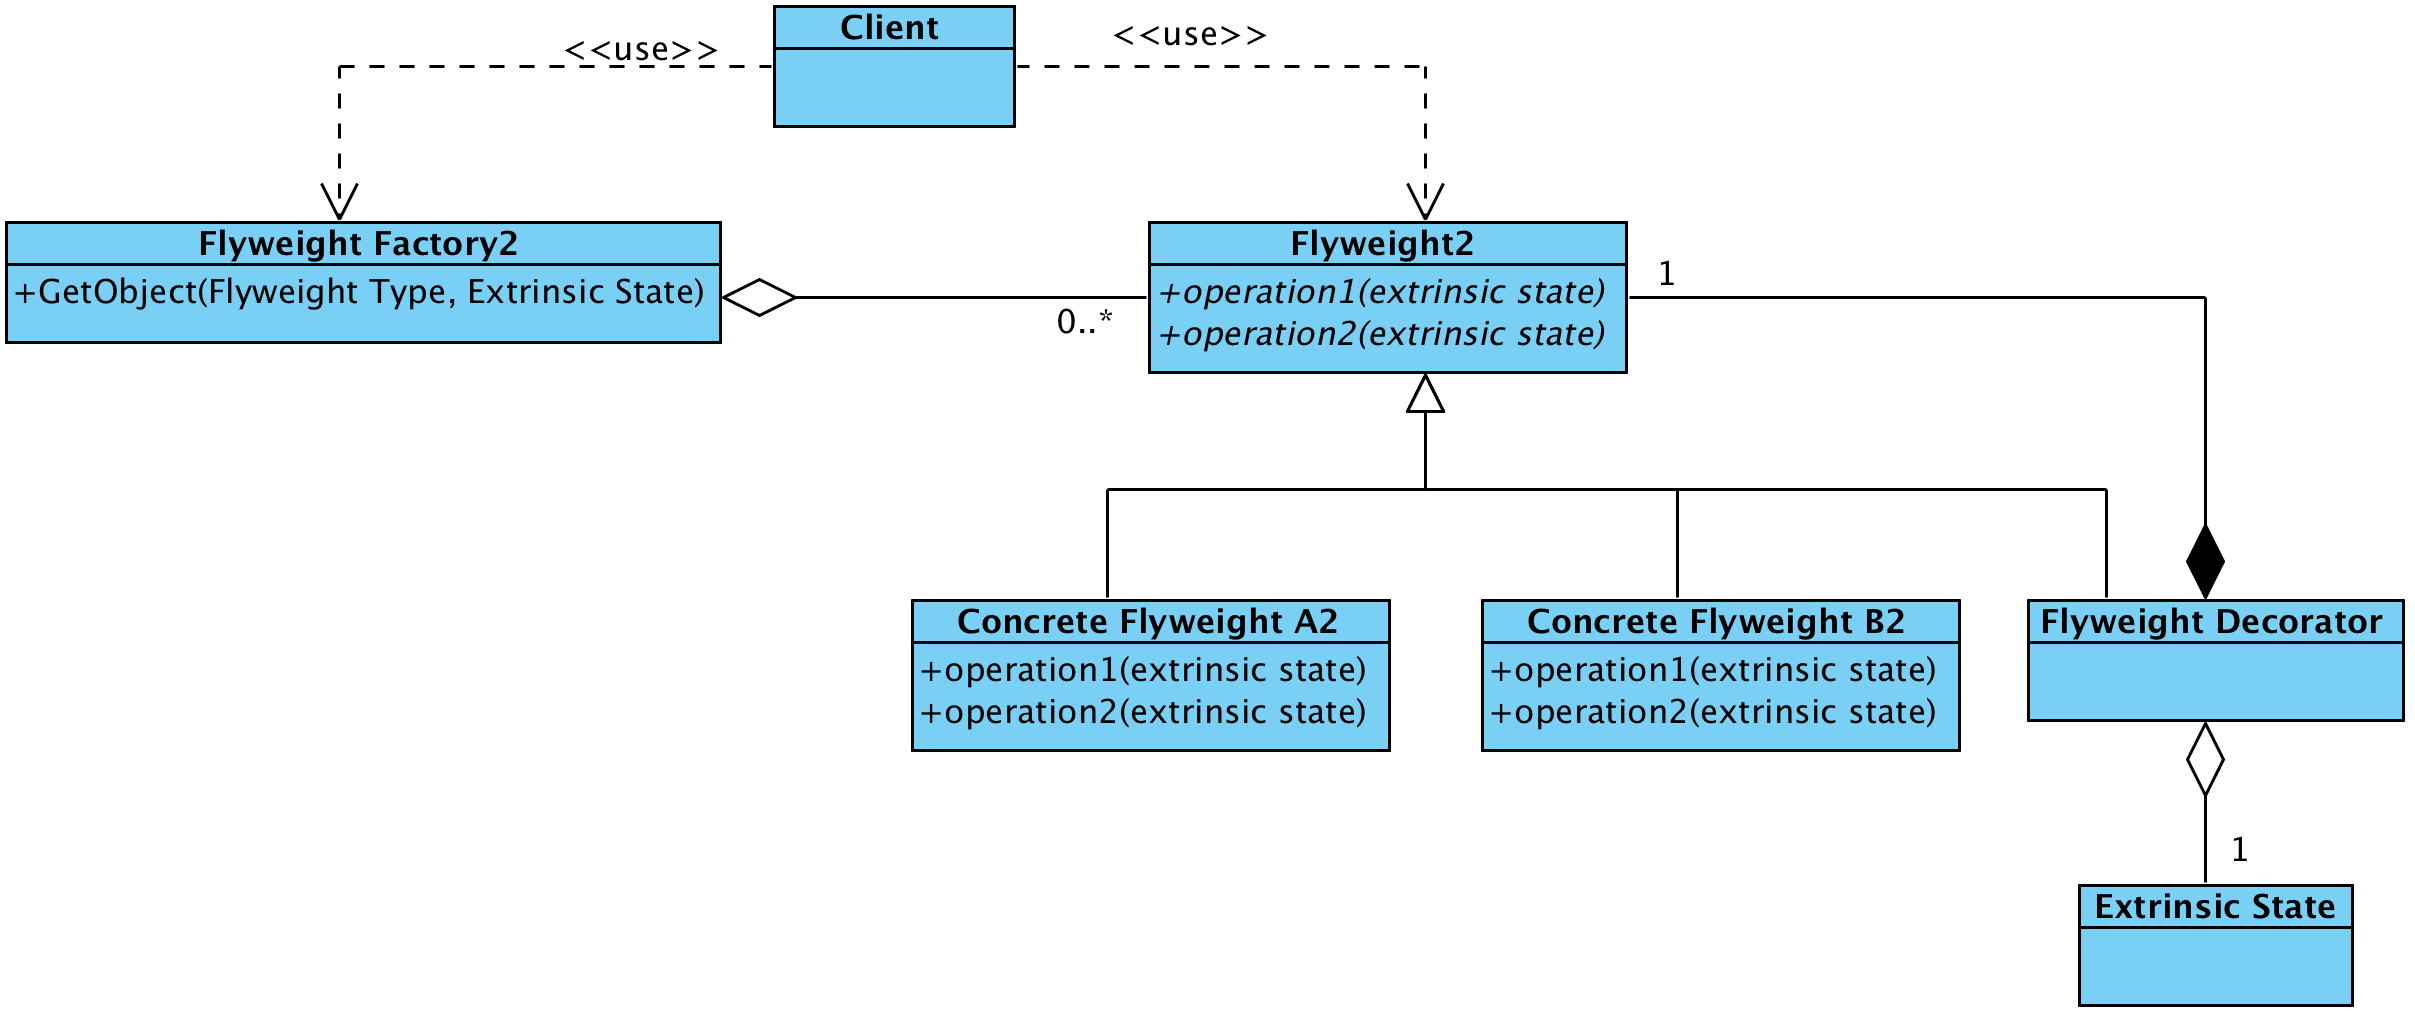 Client
<<use>>
<<use>>
Flyweight Factory2
+GetObject(Flyweight Type, Extrinsic State)
0..*
Flyweight2
+operation1(extrinsic state)
+operation2(extrinsic state)
1
Concrete Flyweight A2
+operation1(extrinsic state)
+operation2(extrinsic state)
Concrete Flyweight B2
+operation1(extrinsic state)
+operation2(extrinsic state)
Flyweight Decorator
1
Extrinsic State